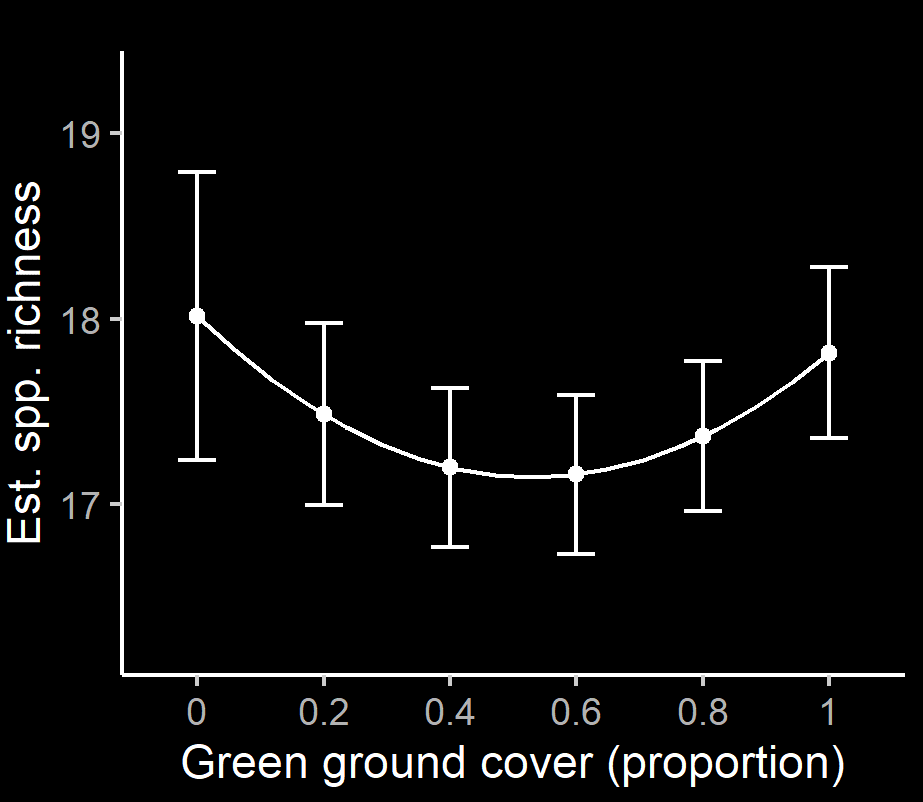 Est. spp. richness
19
18
17
0 0.2 0.4 0.6 0.8 1
Green ground cover (proportion)